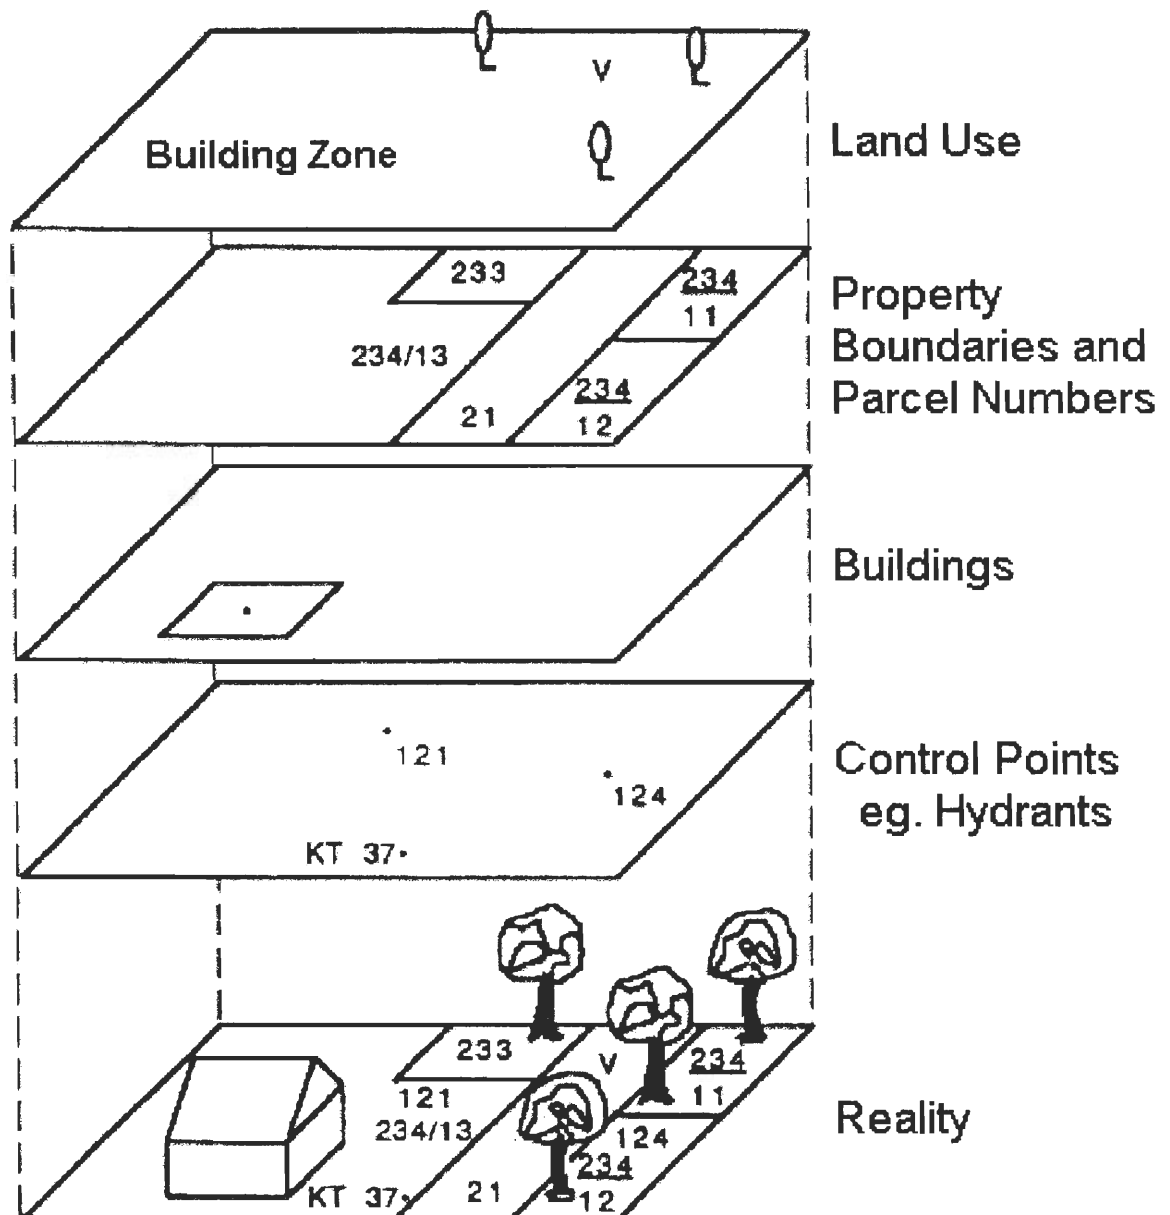 V
Building Zone
Land Use
233
234
11
234/13
234
12
21
Property
Boundaries and
Parcel Numbers
Buildings
121
124
KT 37
Control Points
eg. Hydrants
233
V
234
11
121
234/13
124
234
12
21
KT 37
Reality